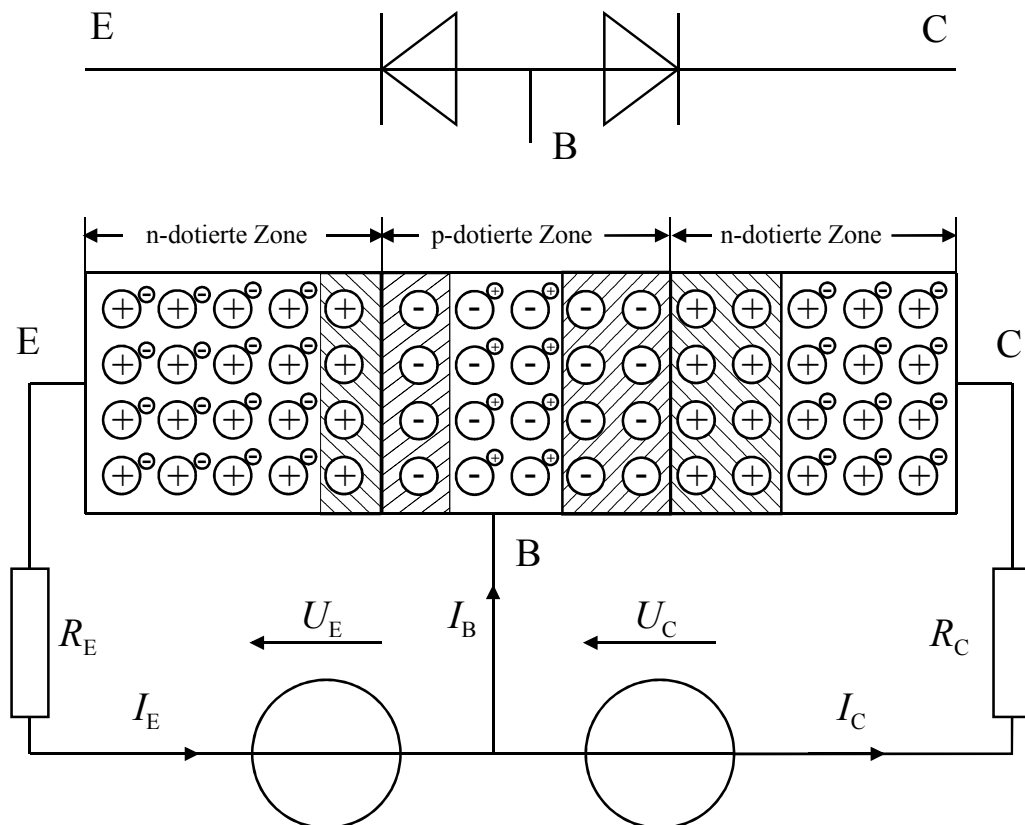 E C
B
n-dotierte Zone p-dotierte Zone n-dotierte Zone
E C
B
R_E U_E I_B U_C R_C
I_E I_C